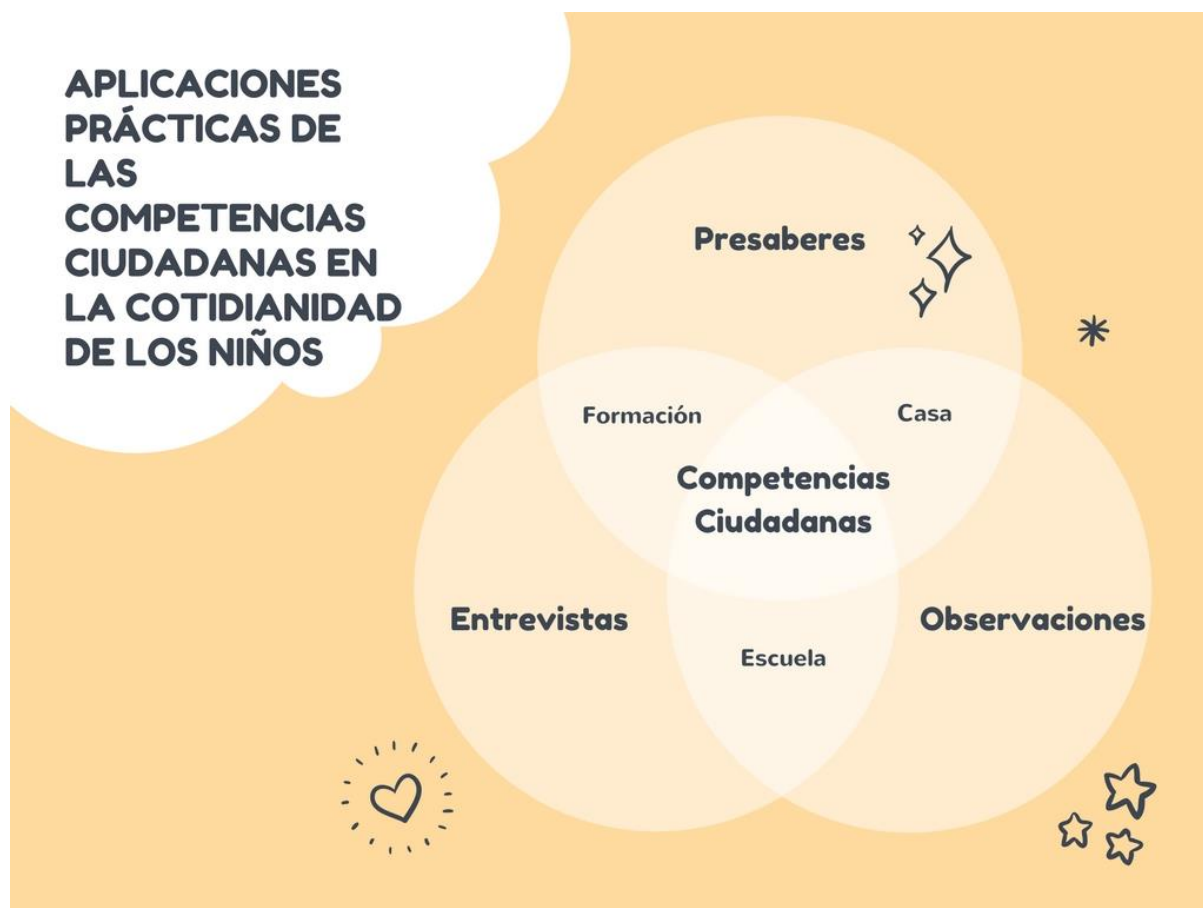 APLICACIONES
PRÁCTICAS DE
LAS
COMPETENCIAS
CIUDADANAS EN
LA COTIDIANIDAD
DE LOS NIÑOS
Presaberes
Formación
Casa
Competencias
Ciudadanas
Entrevistas
Observaciones
Escuela